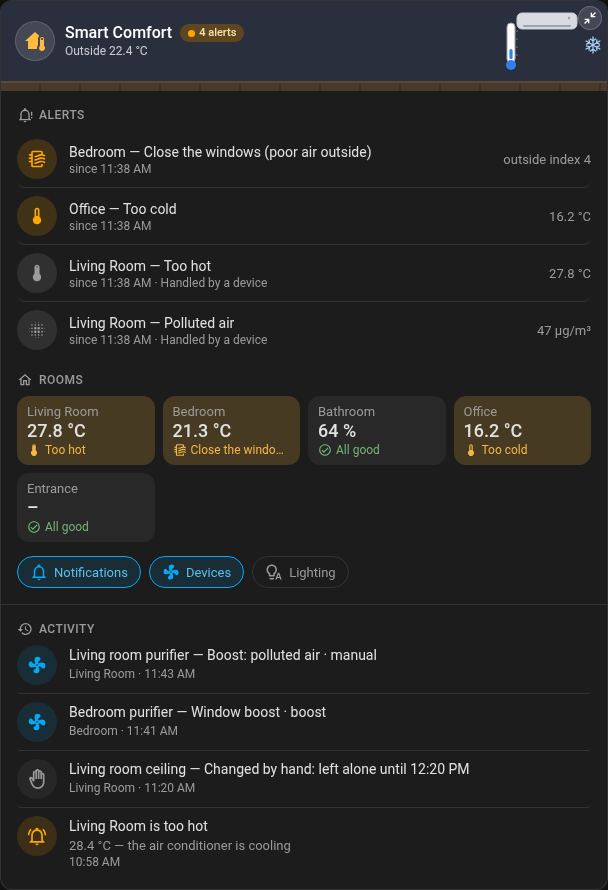 Smart Comfort
4 alerts
Outside 22.4 °C
ALERTS
Bedroom — Close the windows (poor air outside)
since 11:38 AM
outside index 4
Office — Too cold
since 11:38 AM
16.2 °C
Living Room — Too hot
since 11:38 AM · Handled by a device
27.8 °C
Living Room — Polluted air
since 11:38 AM · Handled by a device
47 µg/m³
ROOMS
Living Room
27.8 °C
Too hot
Bedroom
21.3 °C
Close the windo…
Bathroom
64 %
All good
Office
16.2 °C
Too cold
Entrance
–
All good
Notifications
Devices
Lighting
ACTIVITY
Living room purifier — Boost: polluted air · manual
Living Room · 11:43 AM
Bedroom purifier — Window boost · boost
Bedroom · 11:41 AM
Living room ceiling — Changed by hand: left alone until 12:20 PM
Living Room · 11:20 AM
Living Room is too hot
28.4 °C — the air conditioner is cooling
10:58 AM